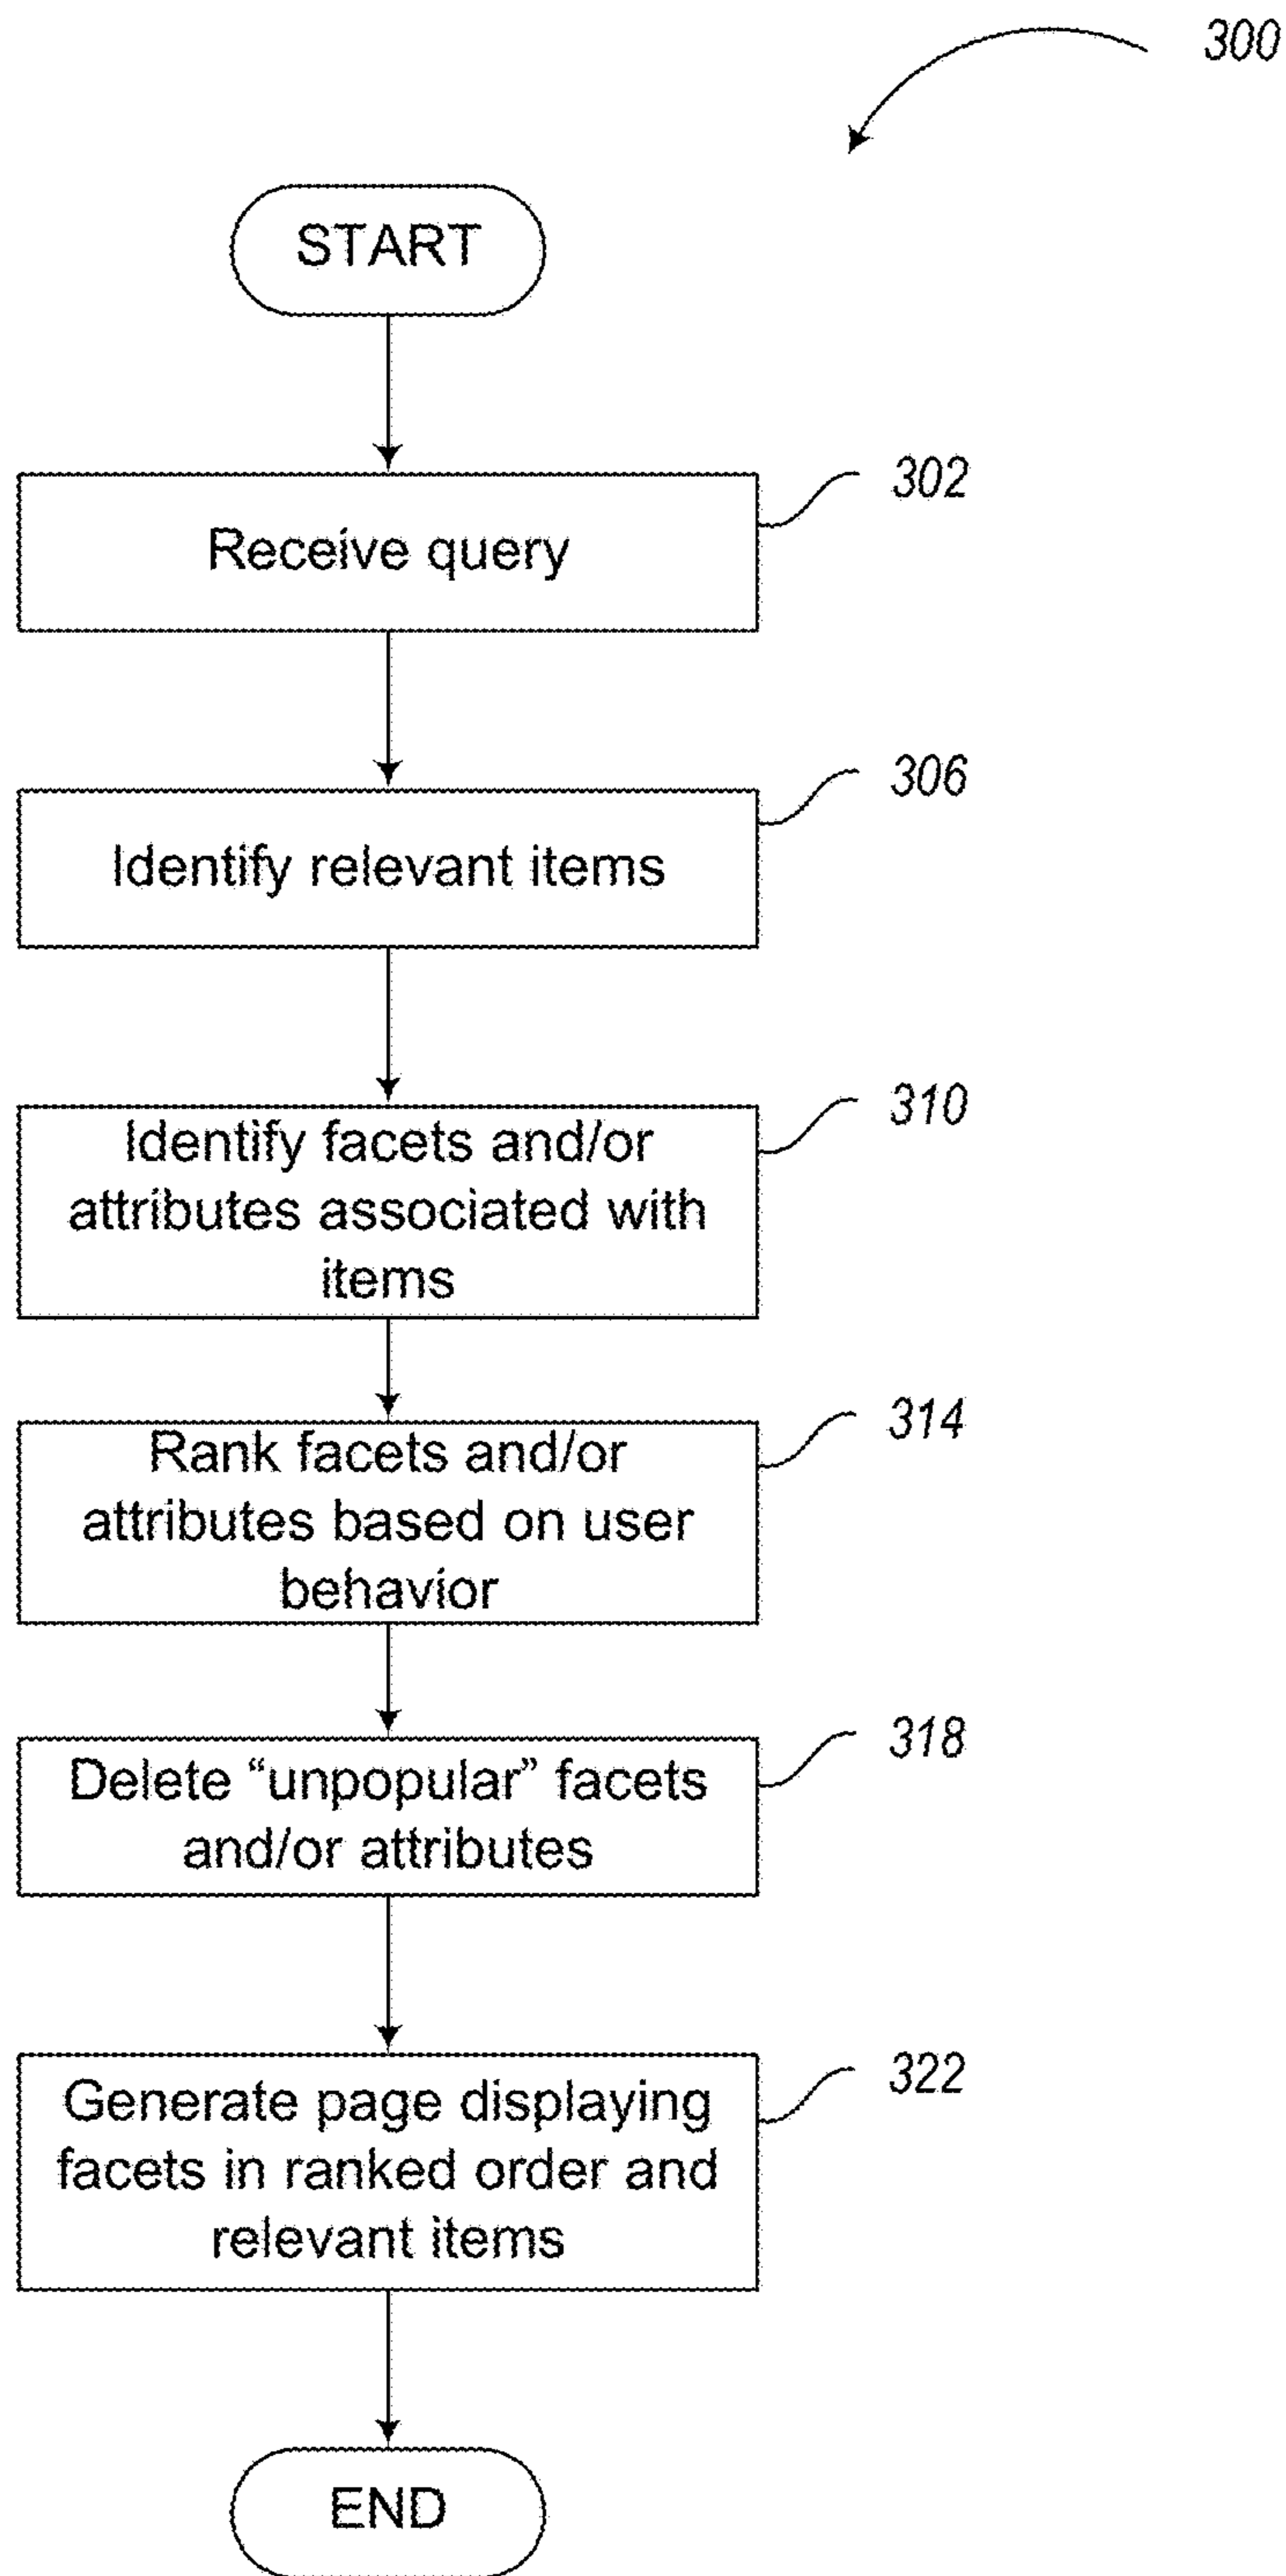 300
START
302
Receive query
306
Identify relevant items
310
Identify facets and/or
attributes associated with
items
314
Rank facets and/or
attributes based on user
behavior
318
Delete “unpopular” facets
and/or attributes
322
Generate page displaying
facets in ranked order and
relevant items
END